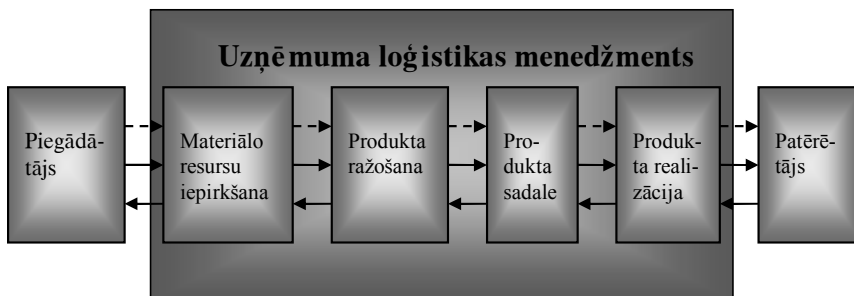 Uzņēmuma loģistikas menedžments
Piegādā-
tājs
Materiālo
resursu
iepirkšana
Produkta
ražošana
Pro-
dukta
sadale
Produk-
ta reali-
zācija
Patērē-
tājs